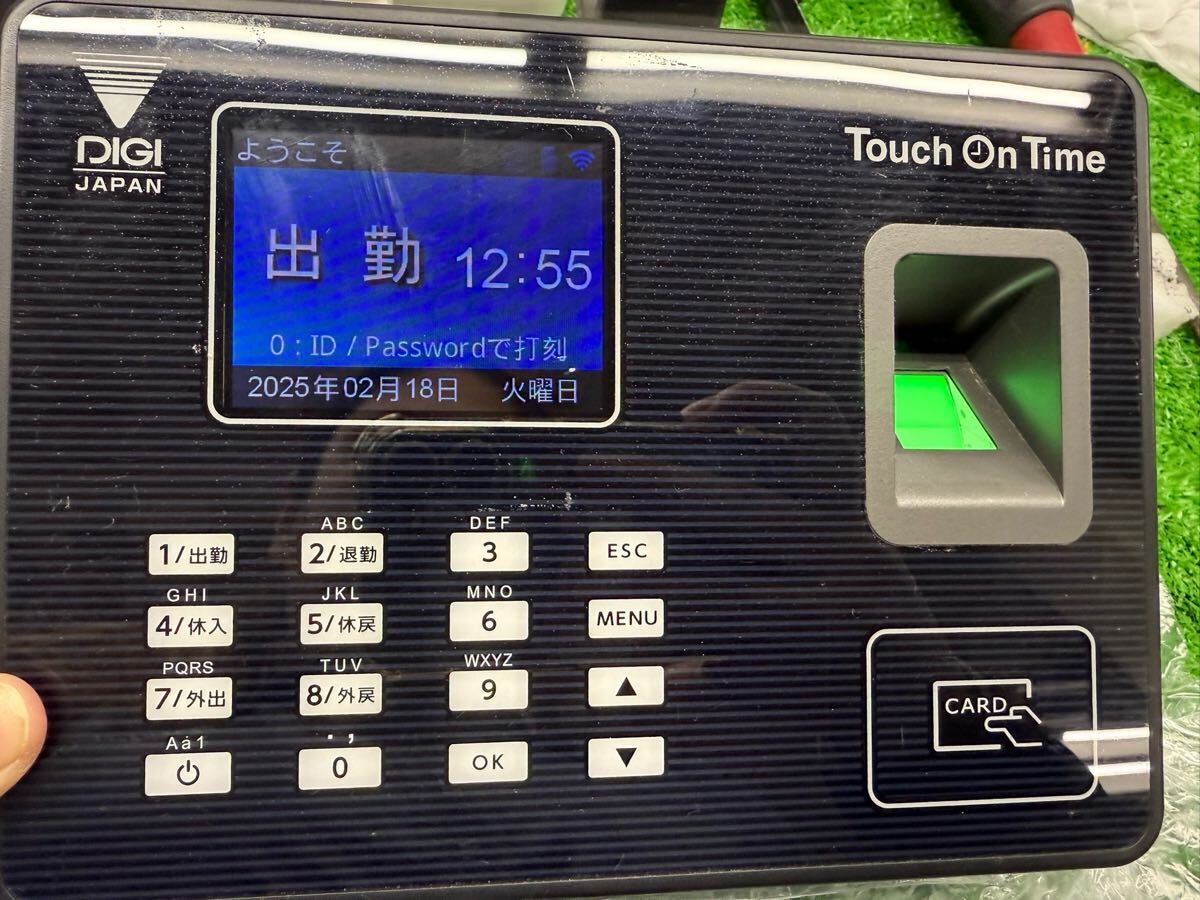 DIGI
JAPAN
Touch On Time
ようこそ
出勤 12:55
0 : ID / Passwordで打刻
2025年02月18日 火曜日
ABC DEF
1/出勤 2/退勤 3 ESC
GHI JKL MNO
4/休入 5/休戻 6 MENU
PQRS TUV WXYZ
7/外出 8/外戻 9 ▲
Aá1 . ,
0 OK ▼
CARD